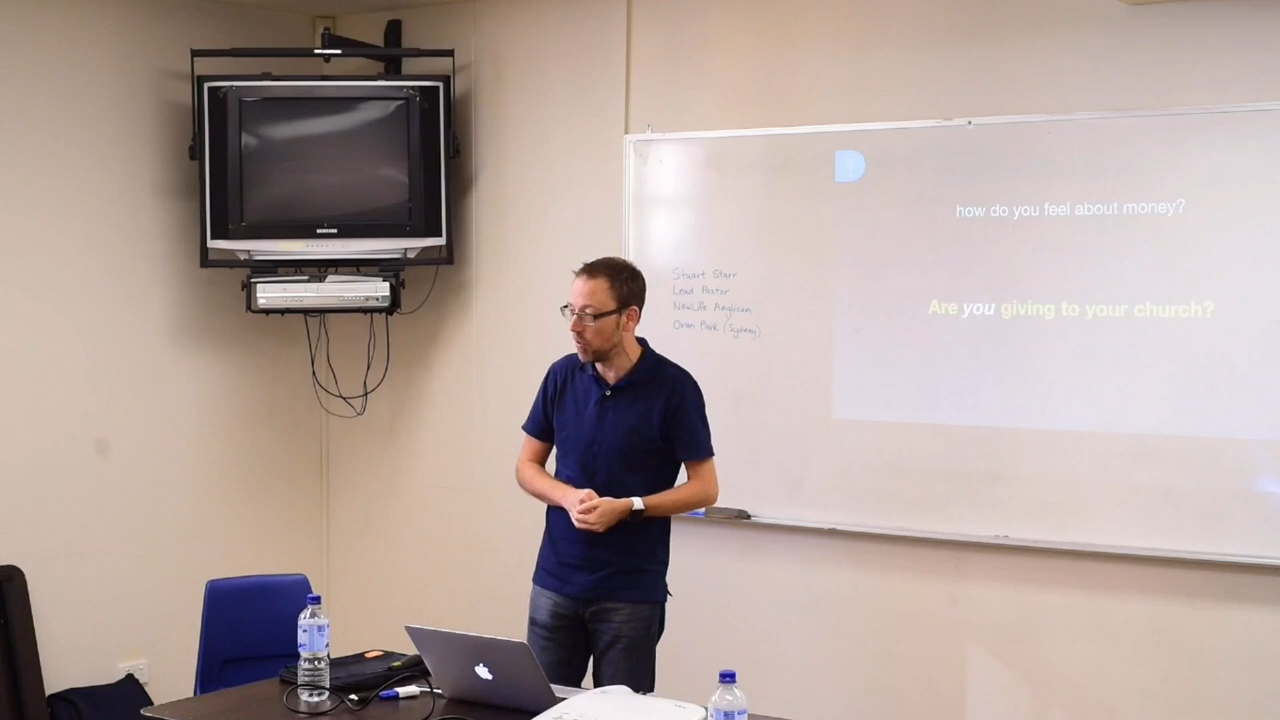 SAMSUNG
how do you feel about money?
Are you giving to your church?
Stuart Starr
Lead Pastor
NewLife Anglican
Oran Park (Sydney)